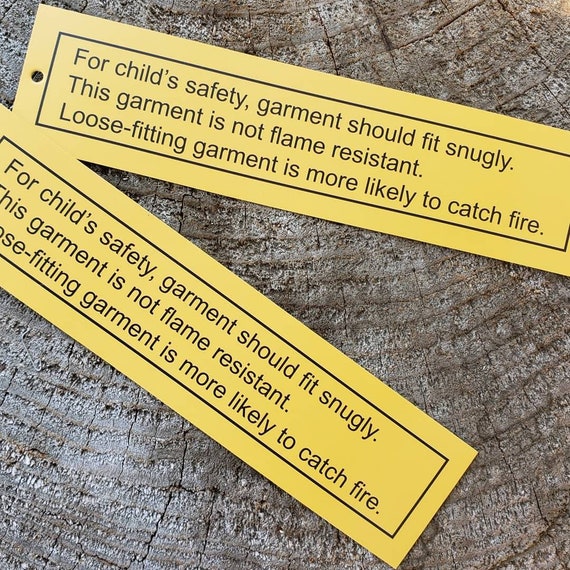 For child's safety, garment should fit snugly.
This garment is not flame resistant.
Loose-fitting garment is more likely to catch fire.
For child's safety, garment should fit snugly.
This garment is not flame resistant.
ose-fitting garment is more likely to catch fire.